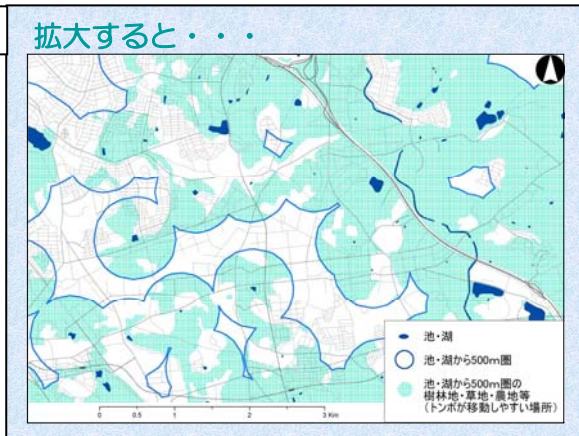 拡大すると・・・
池・湖
池・湖から500m圏
池・湖から500m圏の
樹林地・草地・農地等
(トンボが移動しやすい場所)
0 0.5 1 2 3 Km